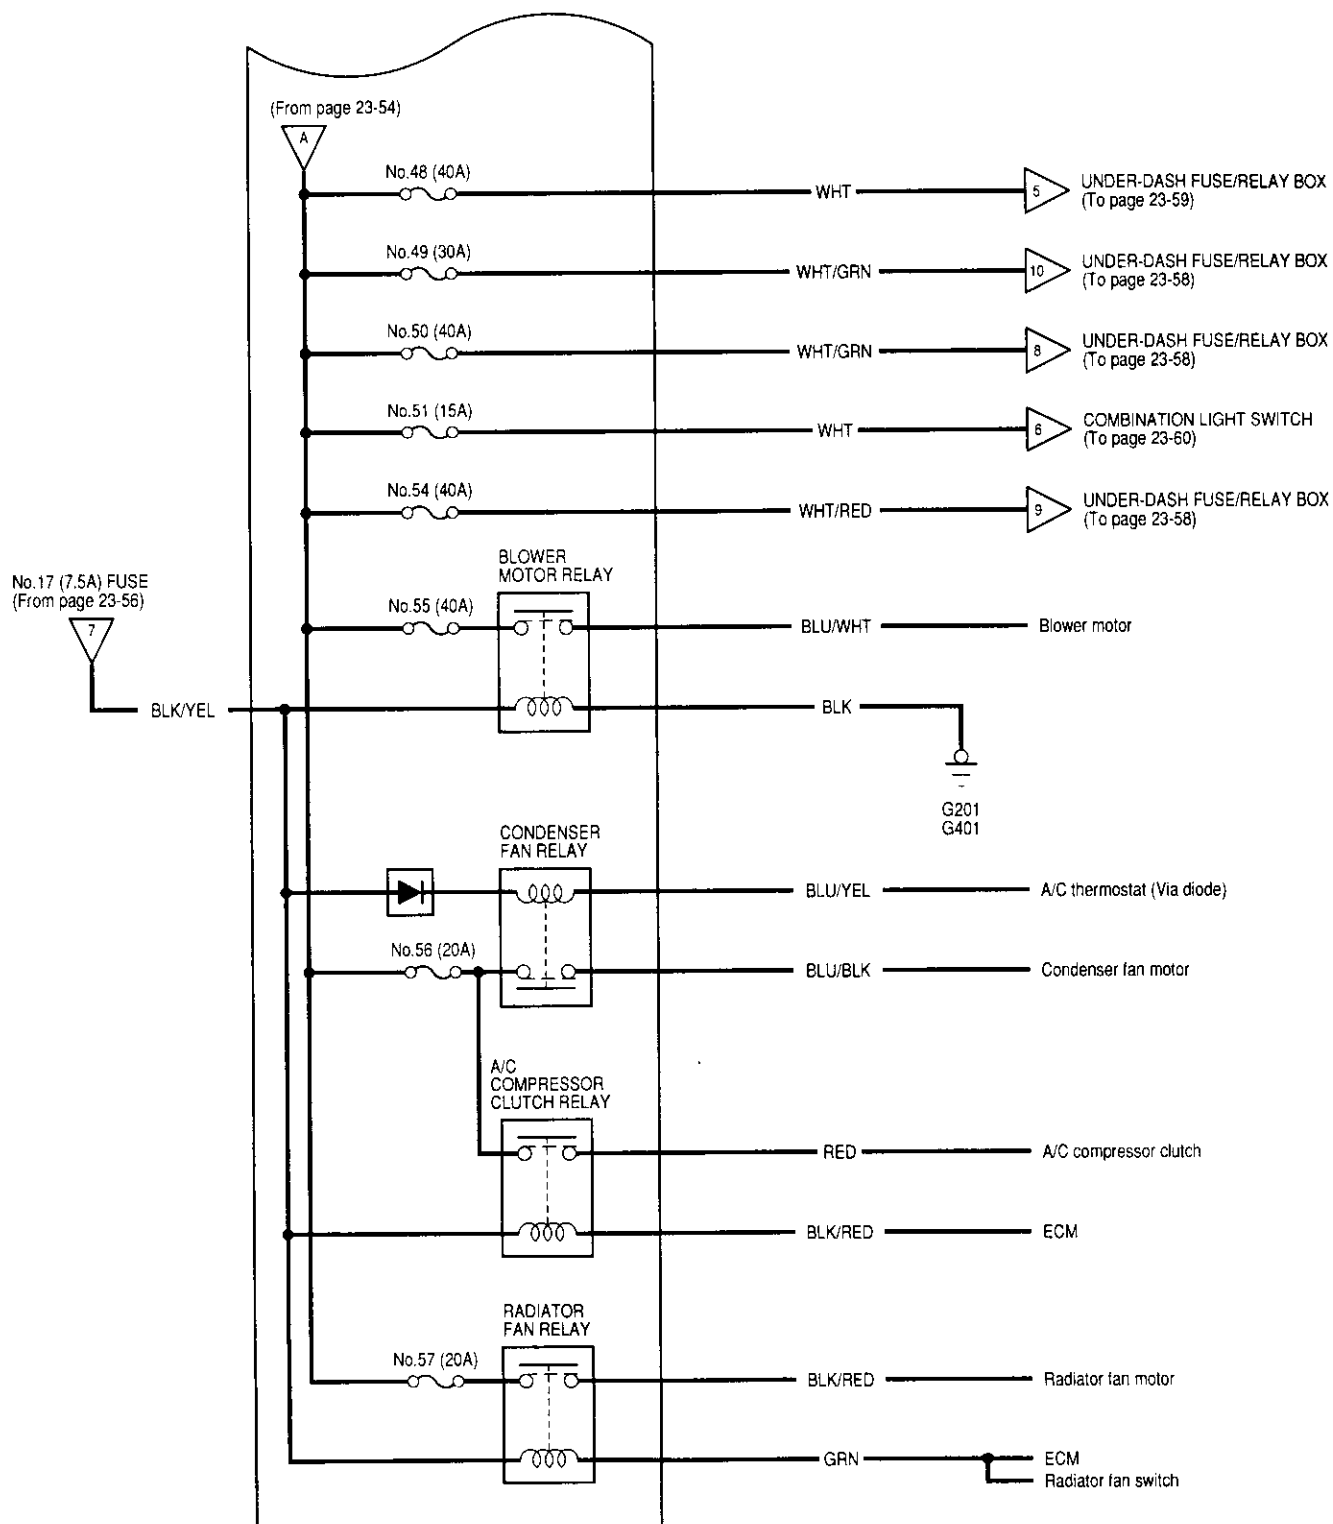 (From page 23-54)
A
No.48 (40A)
WHT
5
UNDER-DASH FUSE/RELAY BOX
(To page 23-59)
No.49 (30A)
WHT/GRN
10
UNDER-DASH FUSE/RELAY BOX
(To page 23-58)
No.50 (40A)
WHT/GRN
8
UNDER-DASH FUSE/RELAY BOX
(To page 23-58)
No.51 (15A)
WHT
6
COMBINATION LIGHT SWITCH
(To page 23-60)
No.54 (40A)
WHT/RED
9
UNDER-DASH FUSE/RELAY BOX
(To page 23-58)
No.17 (7.5A) FUSE
(From page 23-56)
7
BLK/YEL
BLOWER
MOTOR RELAY
No.55 (40A)
BLU/WHT
Blower motor
BLK
G201
G401
CONDENSER
FAN RELAY
BLU/YEL
A/C thermostat (Via diode)
No.56 (20A)
BLU/BLK
Condenser fan motor
A/C
COMPRESSOR
CLUTCH RELAY
RED
A/C compressor clutch
BLK/RED
ECM
RADIATOR
FAN RELAY
No.57 (20A)
BLK/RED
Radiator fan motor
GRN
ECM
Radiator fan switch